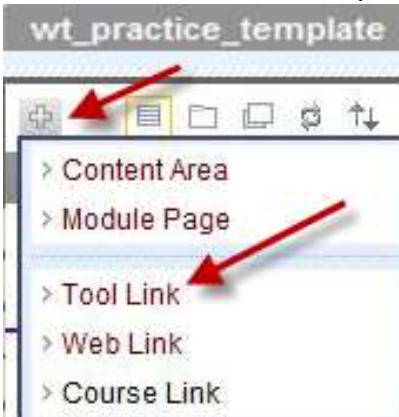 wt_practice_template
> Content Area
> Module Page
> Tool Link
> Web Link
> Course Link